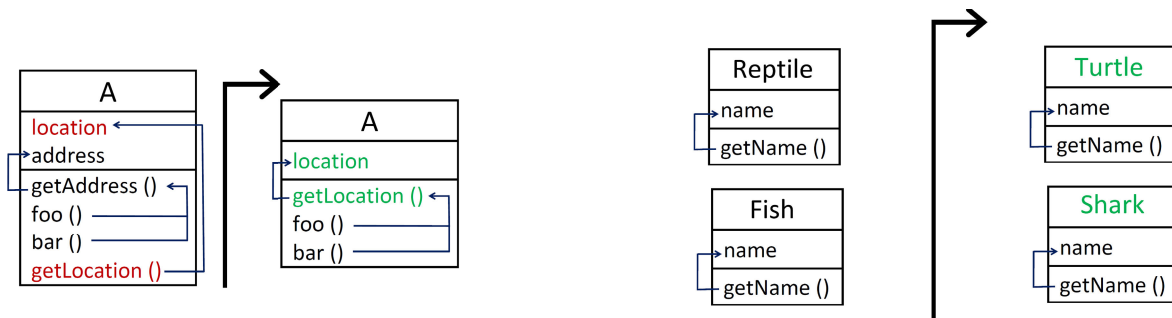 A
location
address
getAddress ()
foo ()
bar ()
getLocation ()
A
location
getLocation ()
foo ()
bar ()
Reptile
name
getName ()
Fish
name
getName ()
Turtle
name
getName ()
Shark
name
getName ()